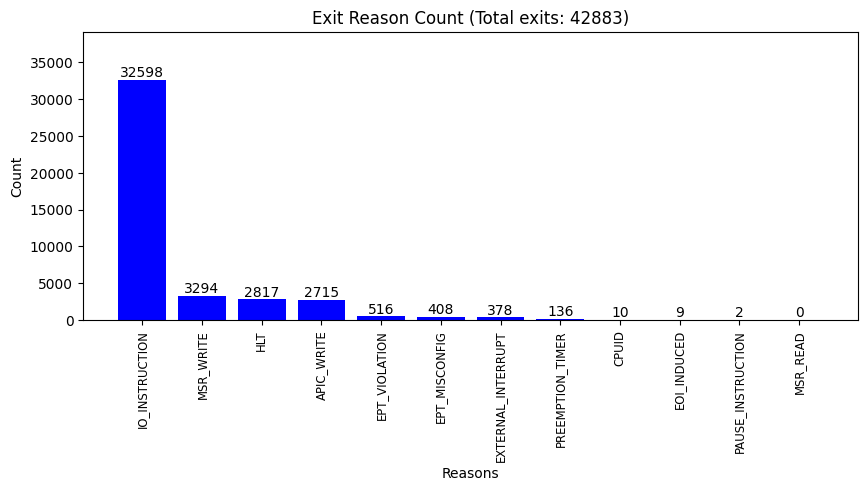 Exit Reason Count (Total exits: 42883)
Count
35000
30000
25000
20000
15000
10000
5000
0
32598
3294
2817
2715
516
408
378
136
10
9
2
0
IO_INSTRUCTION
MSR_WRITE
HLT
APIC_WRITE
EPT_VIOLATION
EPT_MISCONFIG
EXTERNAL_INTERRUPT
PREEMPTION_TIMER
CPUID
EOI_INDUCED
PAUSE_INSTRUCTION
MSR_READ
Reasons